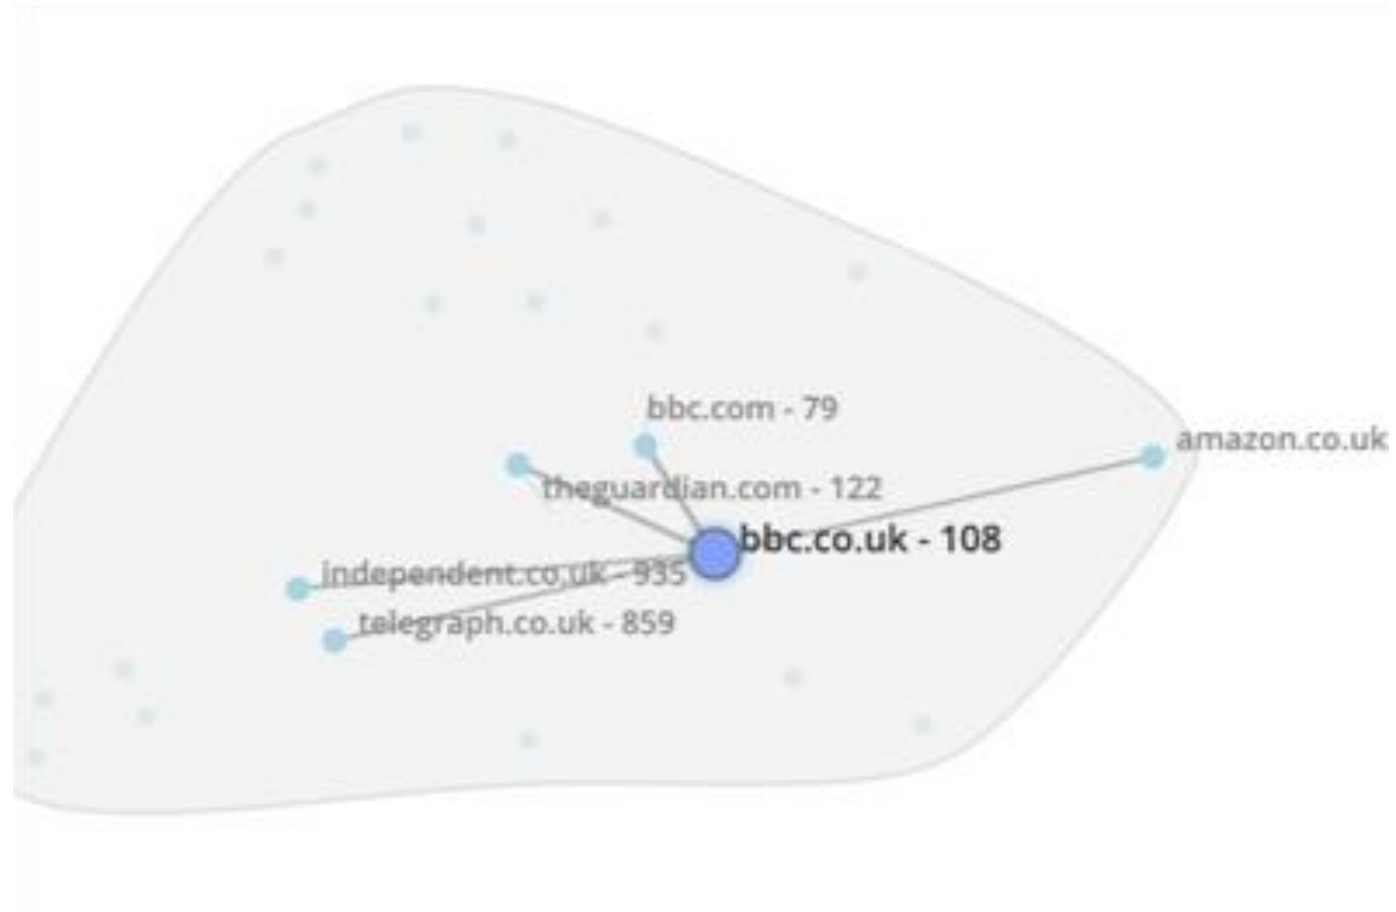 bbc.com - 79
amazon.co.uk
theguardian.com - 122
bbc.co.uk - 108
independent.co.uk - 935
telegraph.co.uk - 859